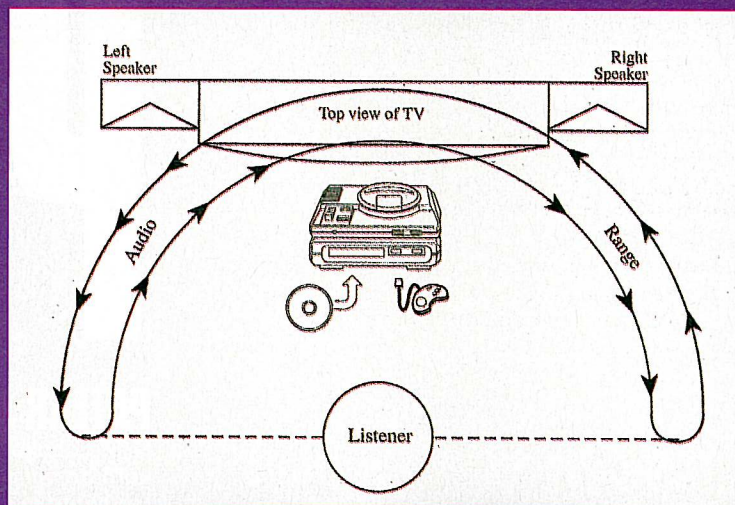 Left
Speaker
Right
Speaker
Top view of TV
Audio
Range
Listener